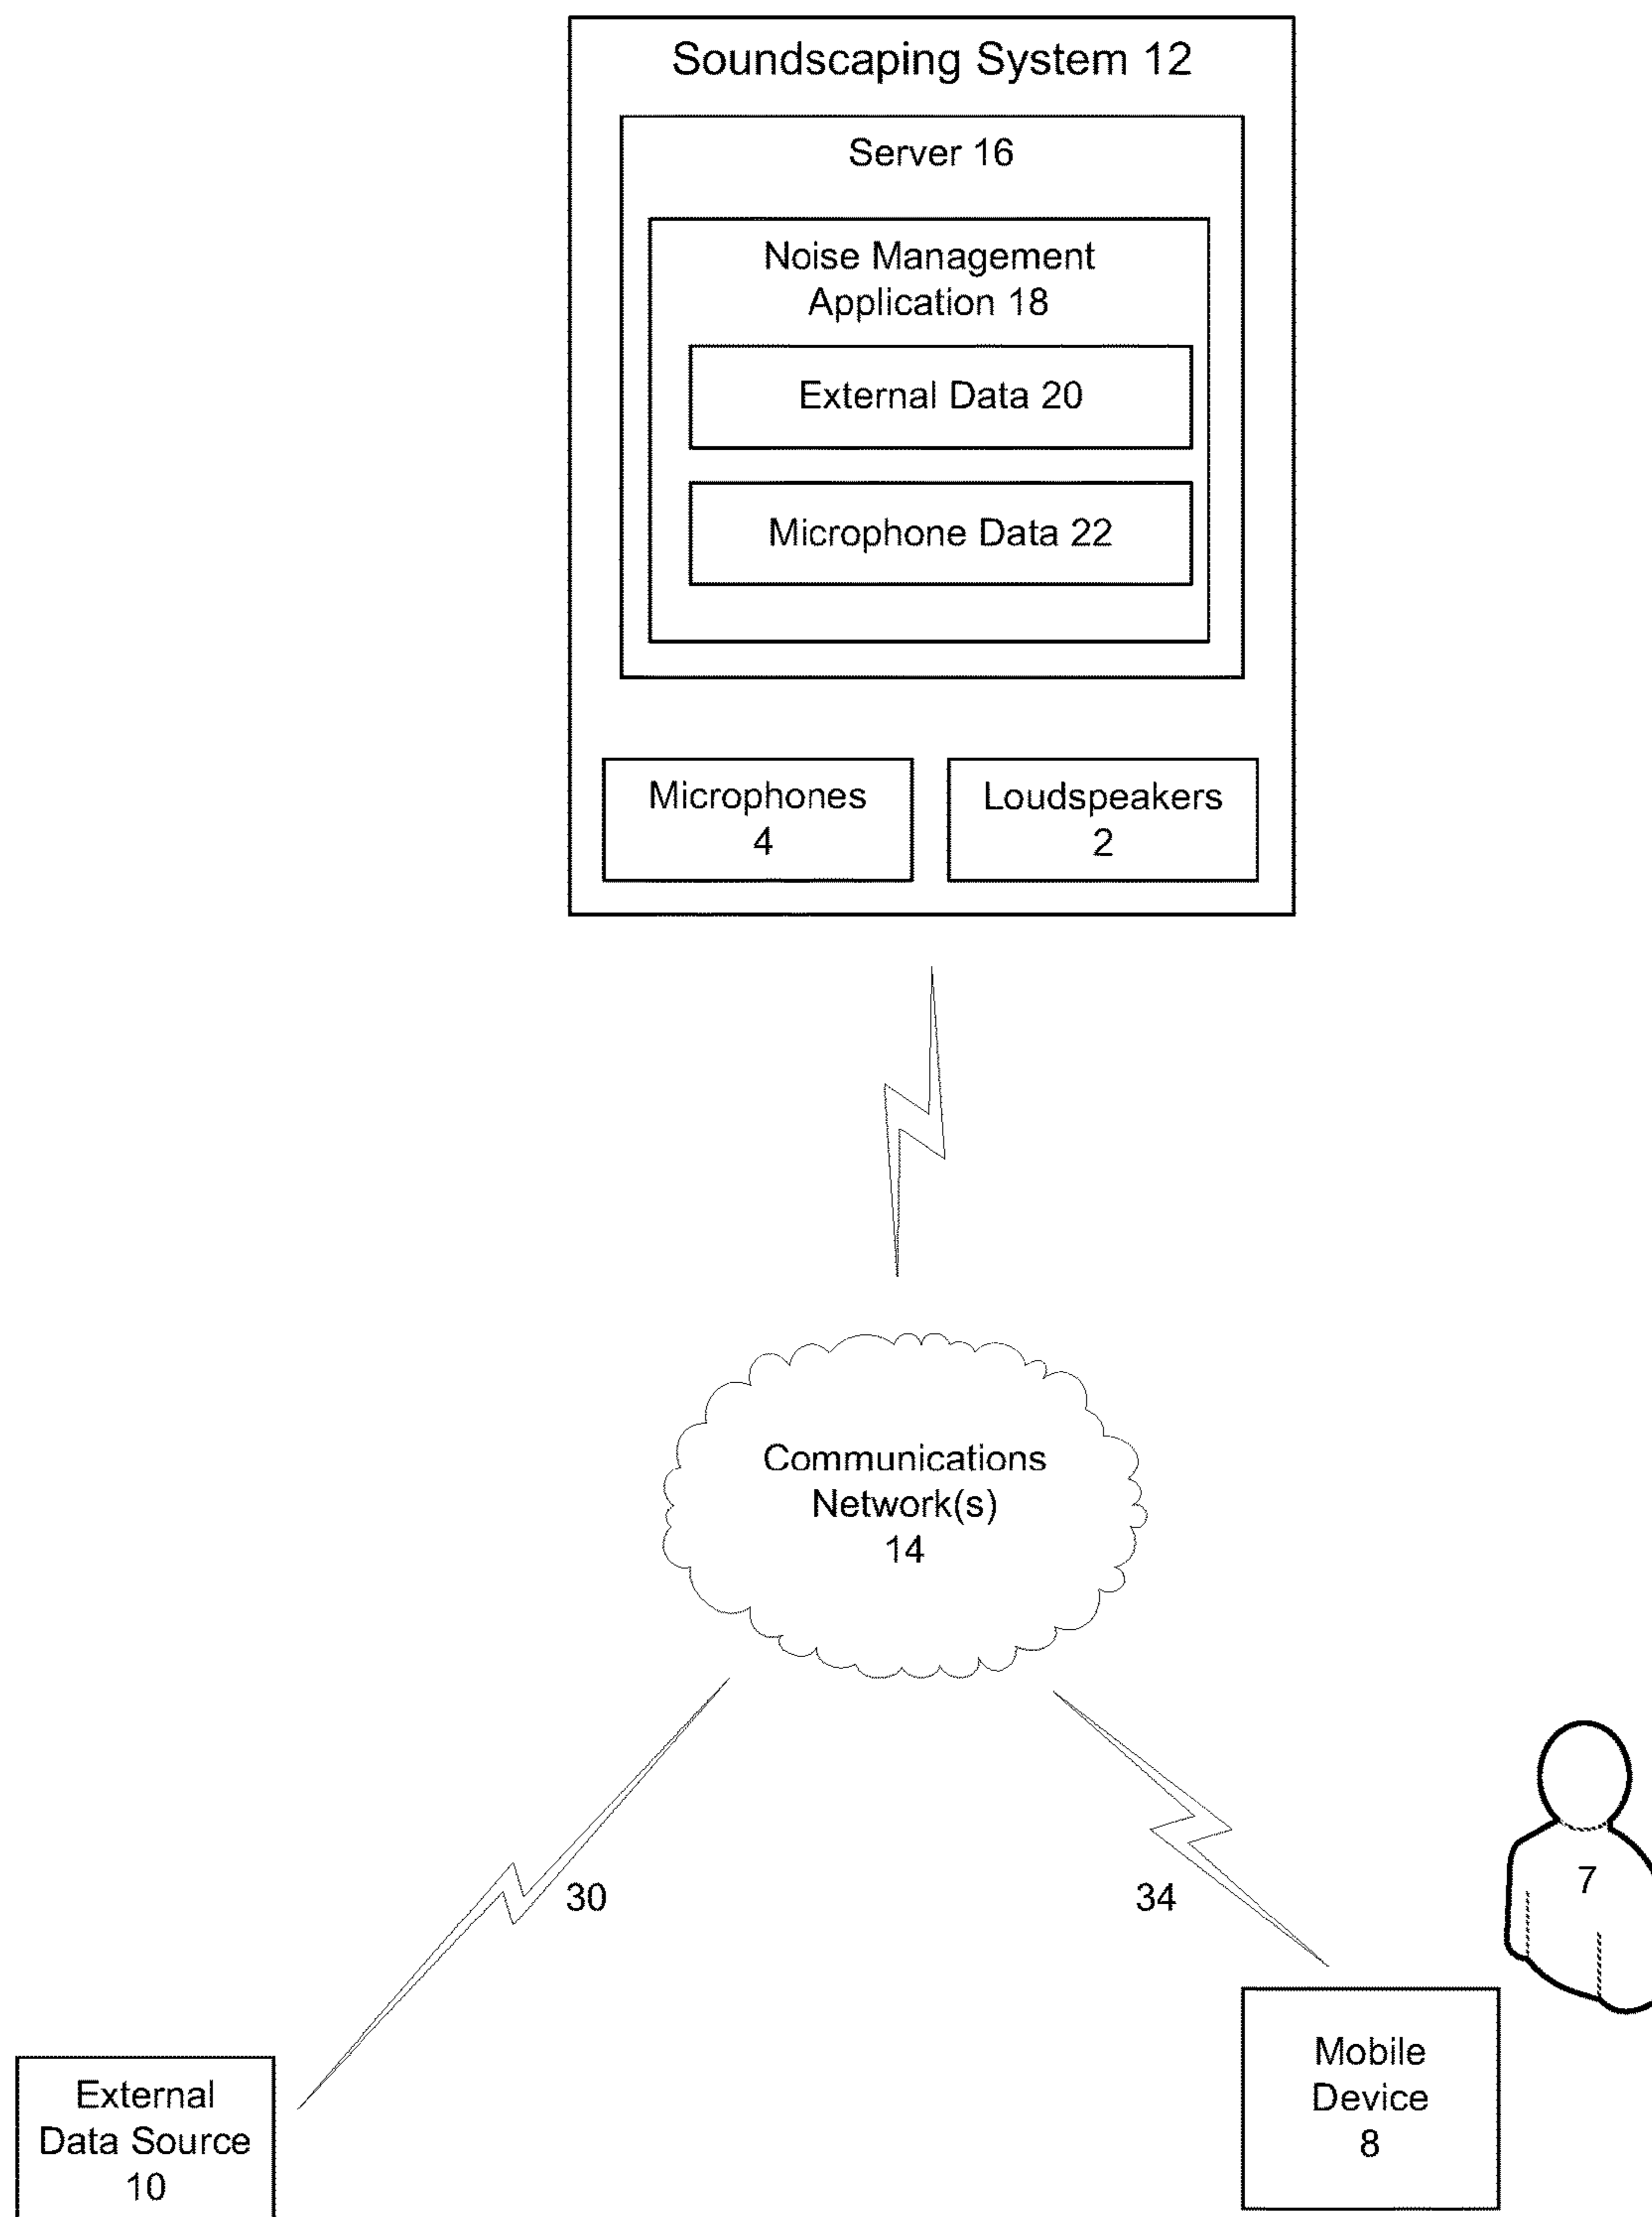 Soundscaping System 12
Server 16
Noise Management
Application 18
External Data 20
Microphone Data 22
Microphones
4
Loudspeakers
2
Communications
Network(s)
14
30
34
7
External
Data Source
10
Mobile
Device
8